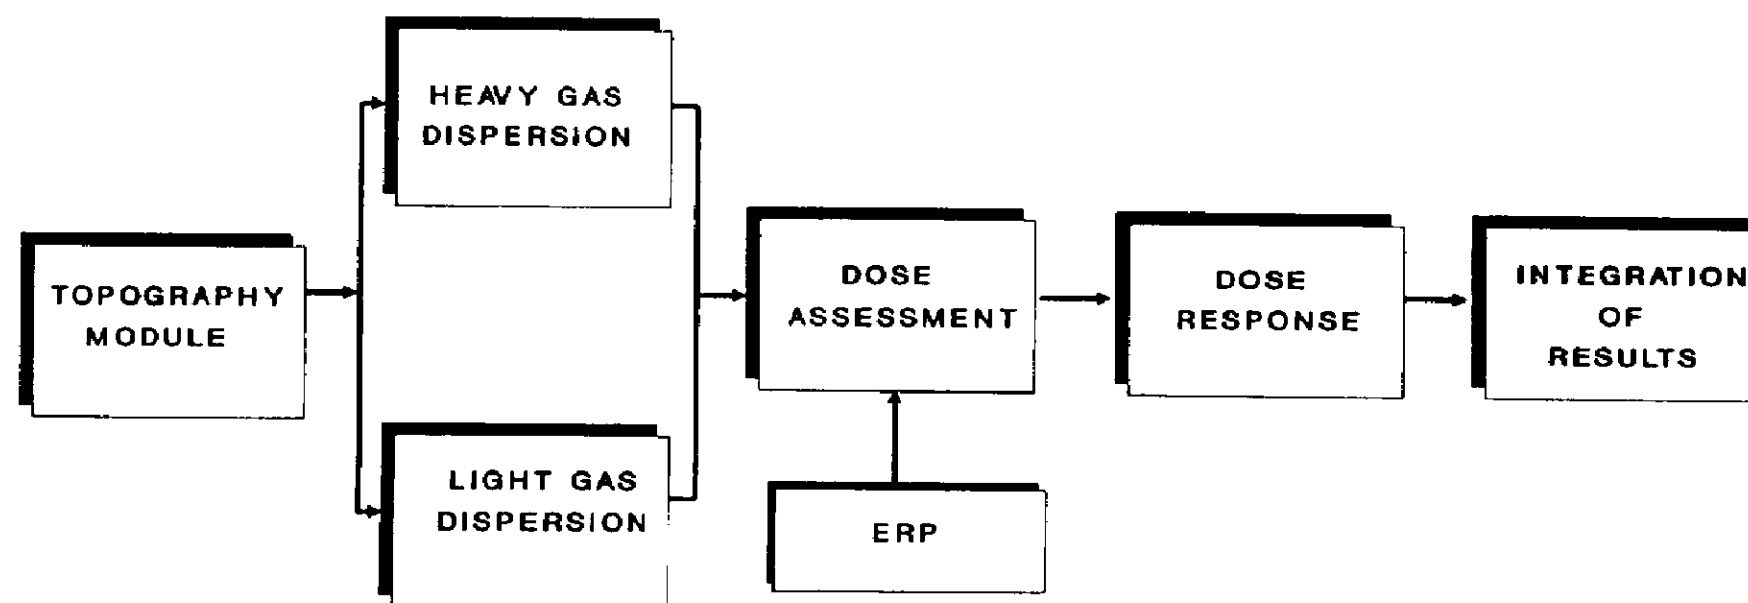 TOPOGRAPHY
MODULE
HEAVY GAS
DISPERSION
LIGHT GAS
DISPERSION
DOSE
ASSESSMENT
ERP
DOSE
RESPONSE
INTEGRATION
OF
RESULTS